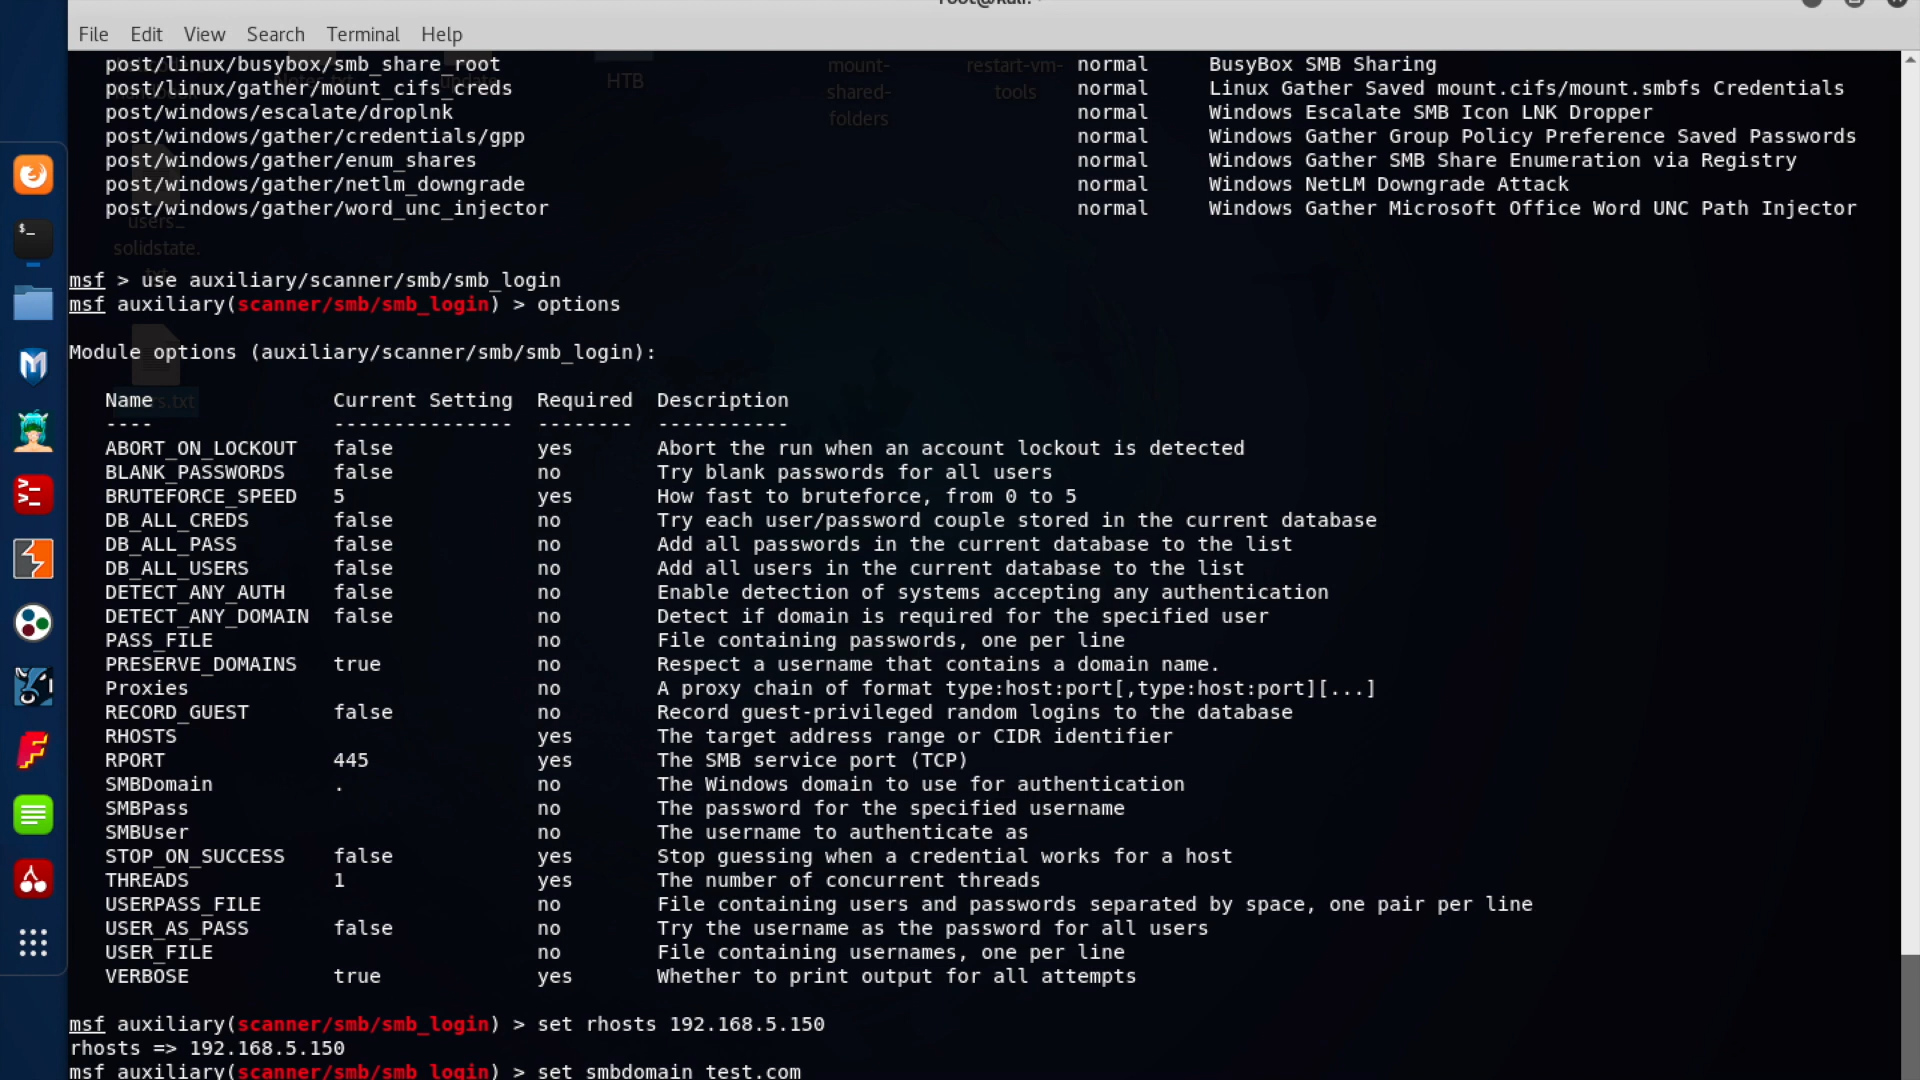 File Edit View Search Terminal Help
post/linux/busybox/smb_share_root normal BusyBox SMB Sharing
post/linux/gather/mount_cifs_creds normal Linux Gather Saved mount.cifs/mount.smbfs Credentials
post/windows/escalate/droplnk normal Windows Escalate SMB Icon LNK Dropper
post/windows/gather/credentials/gpp normal Windows Gather Group Policy Preference Saved Passwords
post/windows/gather/enum_shares normal Windows Gather SMB Share Enumeration via Registry
post/windows/gather/netlm_downgrade normal Windows NetLM Downgrade Attack
post/windows/gather/word_unc_injector normal Windows Gather Microsoft Office Word UNC Path Injector
HTB
mount-
shared-
folders
restart-vm-
tools
users_
solidstate.
txt
msf > use auxiliary/scanner/smb/smb_login
msf auxiliary(scanner/smb/smb_login) > options
Module options (auxiliary/scanner/smb/smb_login):
Name Current Setting Required Description
---- --------------- -------- -----------
ABORT_ON_LOCKOUT false yes Abort the run when an account lockout is detected
BLANK_PASSWORDS false no Try blank passwords for all users
BRUTEFORCE_SPEED 5 yes How fast to bruteforce, from 0 to 5
DB_ALL_CREDS false no Try each user/password couple stored in the current database
DB_ALL_PASS false no Add all passwords in the current database to the list
DB_ALL_USERS false no Add all users in the current database to the list
DETECT_ANY_AUTH false no Enable detection of systems accepting any authentication
DETECT_ANY_DOMAIN false no Detect if domain is required for the specified user
PASS_FILE no File containing passwords, one per line
PRESERVE_DOMAINS true no Respect a username that contains a domain name.
Proxies no A proxy chain of format type:host:port[,type:host:port][...]
RECORD_GUEST false no Record guest-privileged random logins to the database
RHOSTS yes The target address range or CIDR identifier
RPORT 445 yes The SMB service port (TCP)
SMBDomain . no The Windows domain to use for authentication
SMBPass no The password for the specified username
SMBUser no The username to authenticate as
STOP_ON_SUCCESS false yes Stop guessing when a credential works for a host
THREADS 1 yes The number of concurrent threads
USERPASS_FILE no File containing users and passwords separated by space, one pair per line
USER_AS_PASS false no Try the username as the password for all users
USER_FILE no File containing usernames, one per line
VERBOSE true yes Whether to print output for all attempts
msf auxiliary(scanner/smb/smb_login) > set rhosts 192.168.5.150
rhosts => 192.168.5.150
msf auxiliary(scanner/smb/smb_login) > set smbdomain test.com